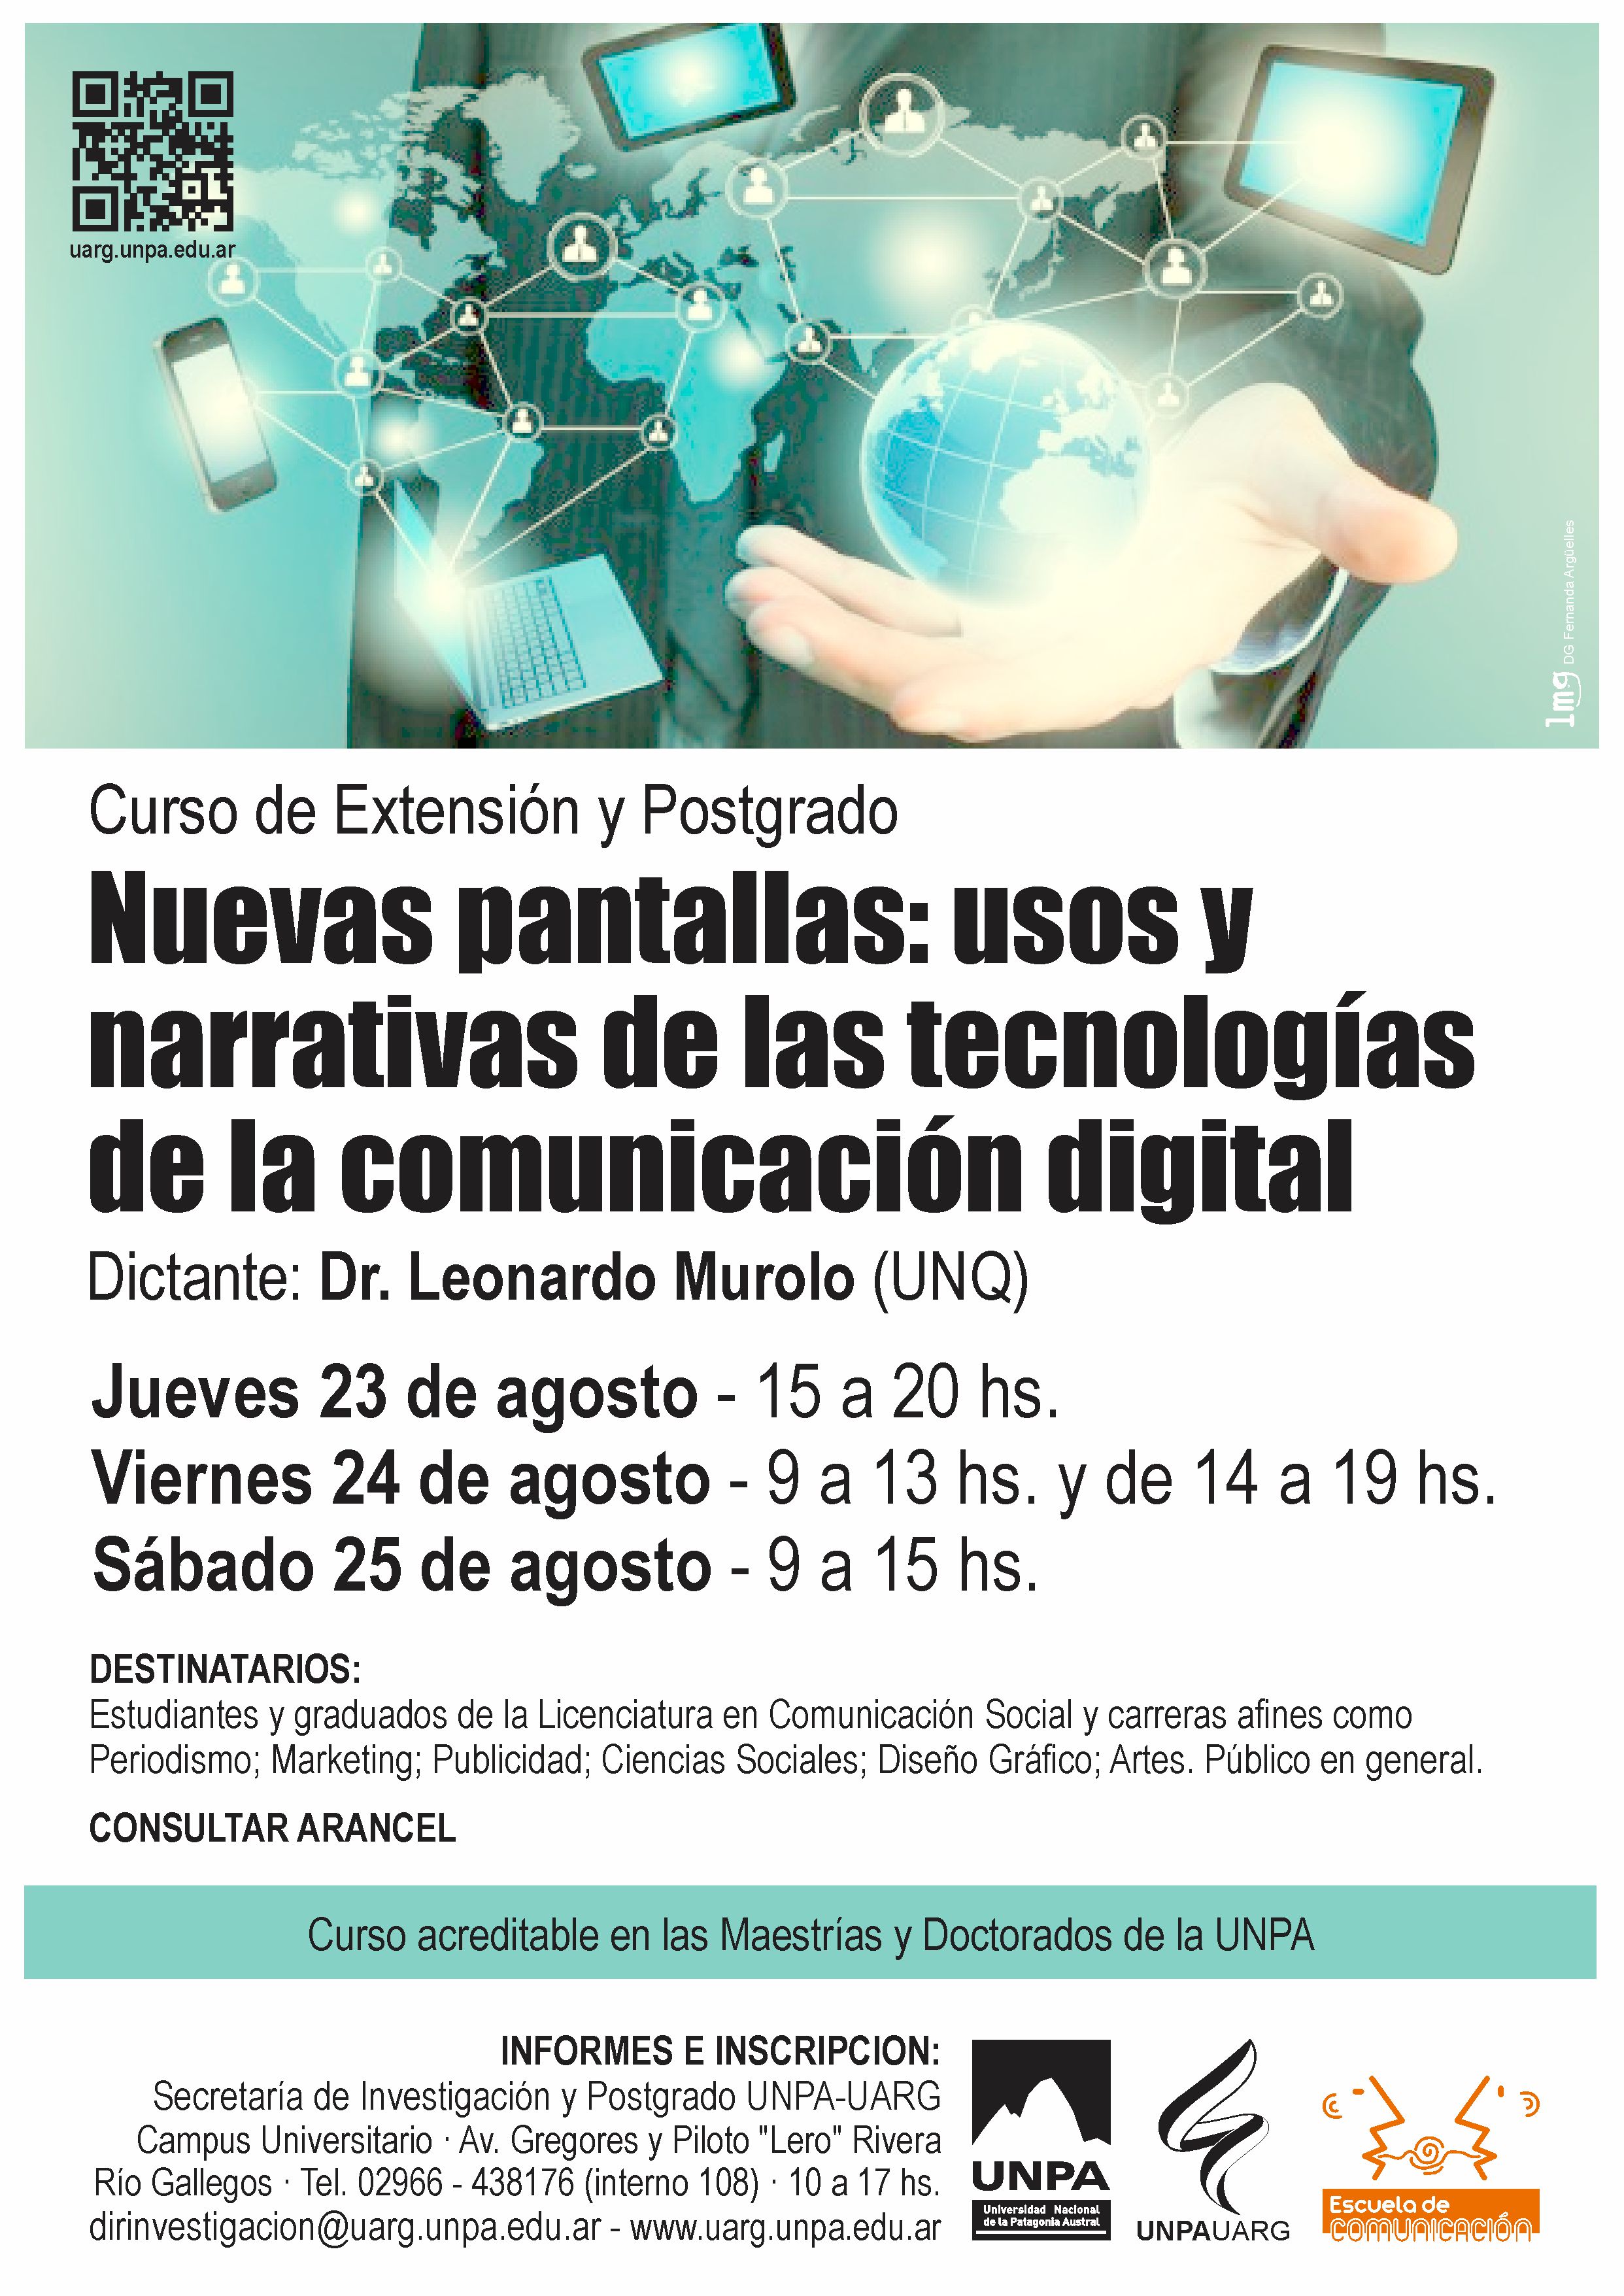 uarg.unpa.edu.ar
lmg DG Fernanda Argüelles
Curso de Extensión y Postgrado
Nuevas pantallas: usos y
narrativas de las tecnologías
de la comunicación digital
Dictante: Dr. Leonardo Murolo (UNQ)
Jueves 23 de agosto - 15 a 20 hs.
Viernes 24 de agosto - 9 a 13 hs. y de 14 a 19 hs.
Sábado 25 de agosto - 9 a 15 hs.
DESTINATARIOS:
Estudiantes y graduados de la Licenciatura en Comunicación Social y carreras afines como
Periodismo; Marketing; Publicidad; Ciencias Sociales; Diseño Gráfico; Artes. Público en general.
CONSULTAR ARANCEL
Curso acreditable en las Maestrías y Doctorados de la UNPA
INFORMES E INSCRIPCION:
Secretaría de Investigación y Postgrado UNPA-UARG
Campus Universitario · Av. Gregores y Piloto "Lero" Rivera
Río Gallegos · Tel. 02966 - 438176 (interno 108) · 10 a 17 hs.
dirinvestigacion@uarg.unpa.edu.ar - www.uarg.unpa.edu.ar
UNPA
Universidad Nacional
de la Patagonia Austral
UNPAUARG
Escuela de
COMUNICACIÓN